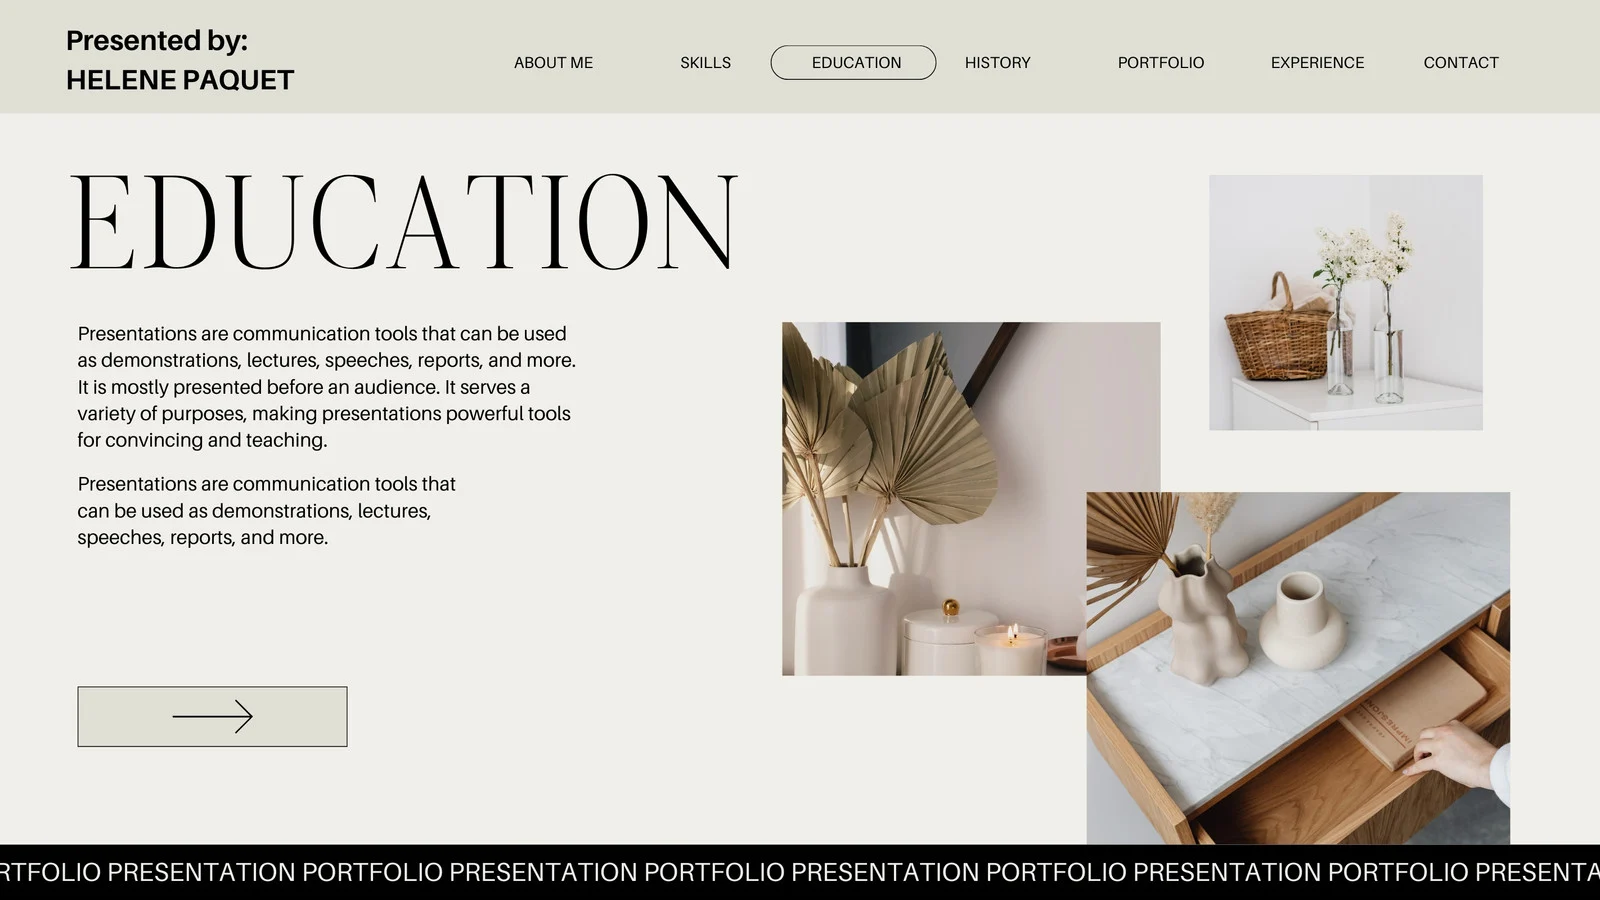 Presented by:
HELENE PAQUET
ABOUT ME
SKILLS
EDUCATION
HISTORY
PORTFOLIO
EXPERIENCE
CONTACT
EDUCATION
Presentations are communication tools that can be used
as demonstrations, lectures, speeches, reports, and more.
It is mostly presented before an audience. It serves a
variety of purposes, making presentations powerful tools
for convincing and teaching.
Presentations are communication tools that
can be used as demonstrations, lectures,
speeches, reports, and more.
RTFOLIO PRESENTATION PORTFOLIO PRESENTATION PORTFOLIO PRESENTATION PORTFOLIO PRESENTATION PORTFOLIO PRESENTA